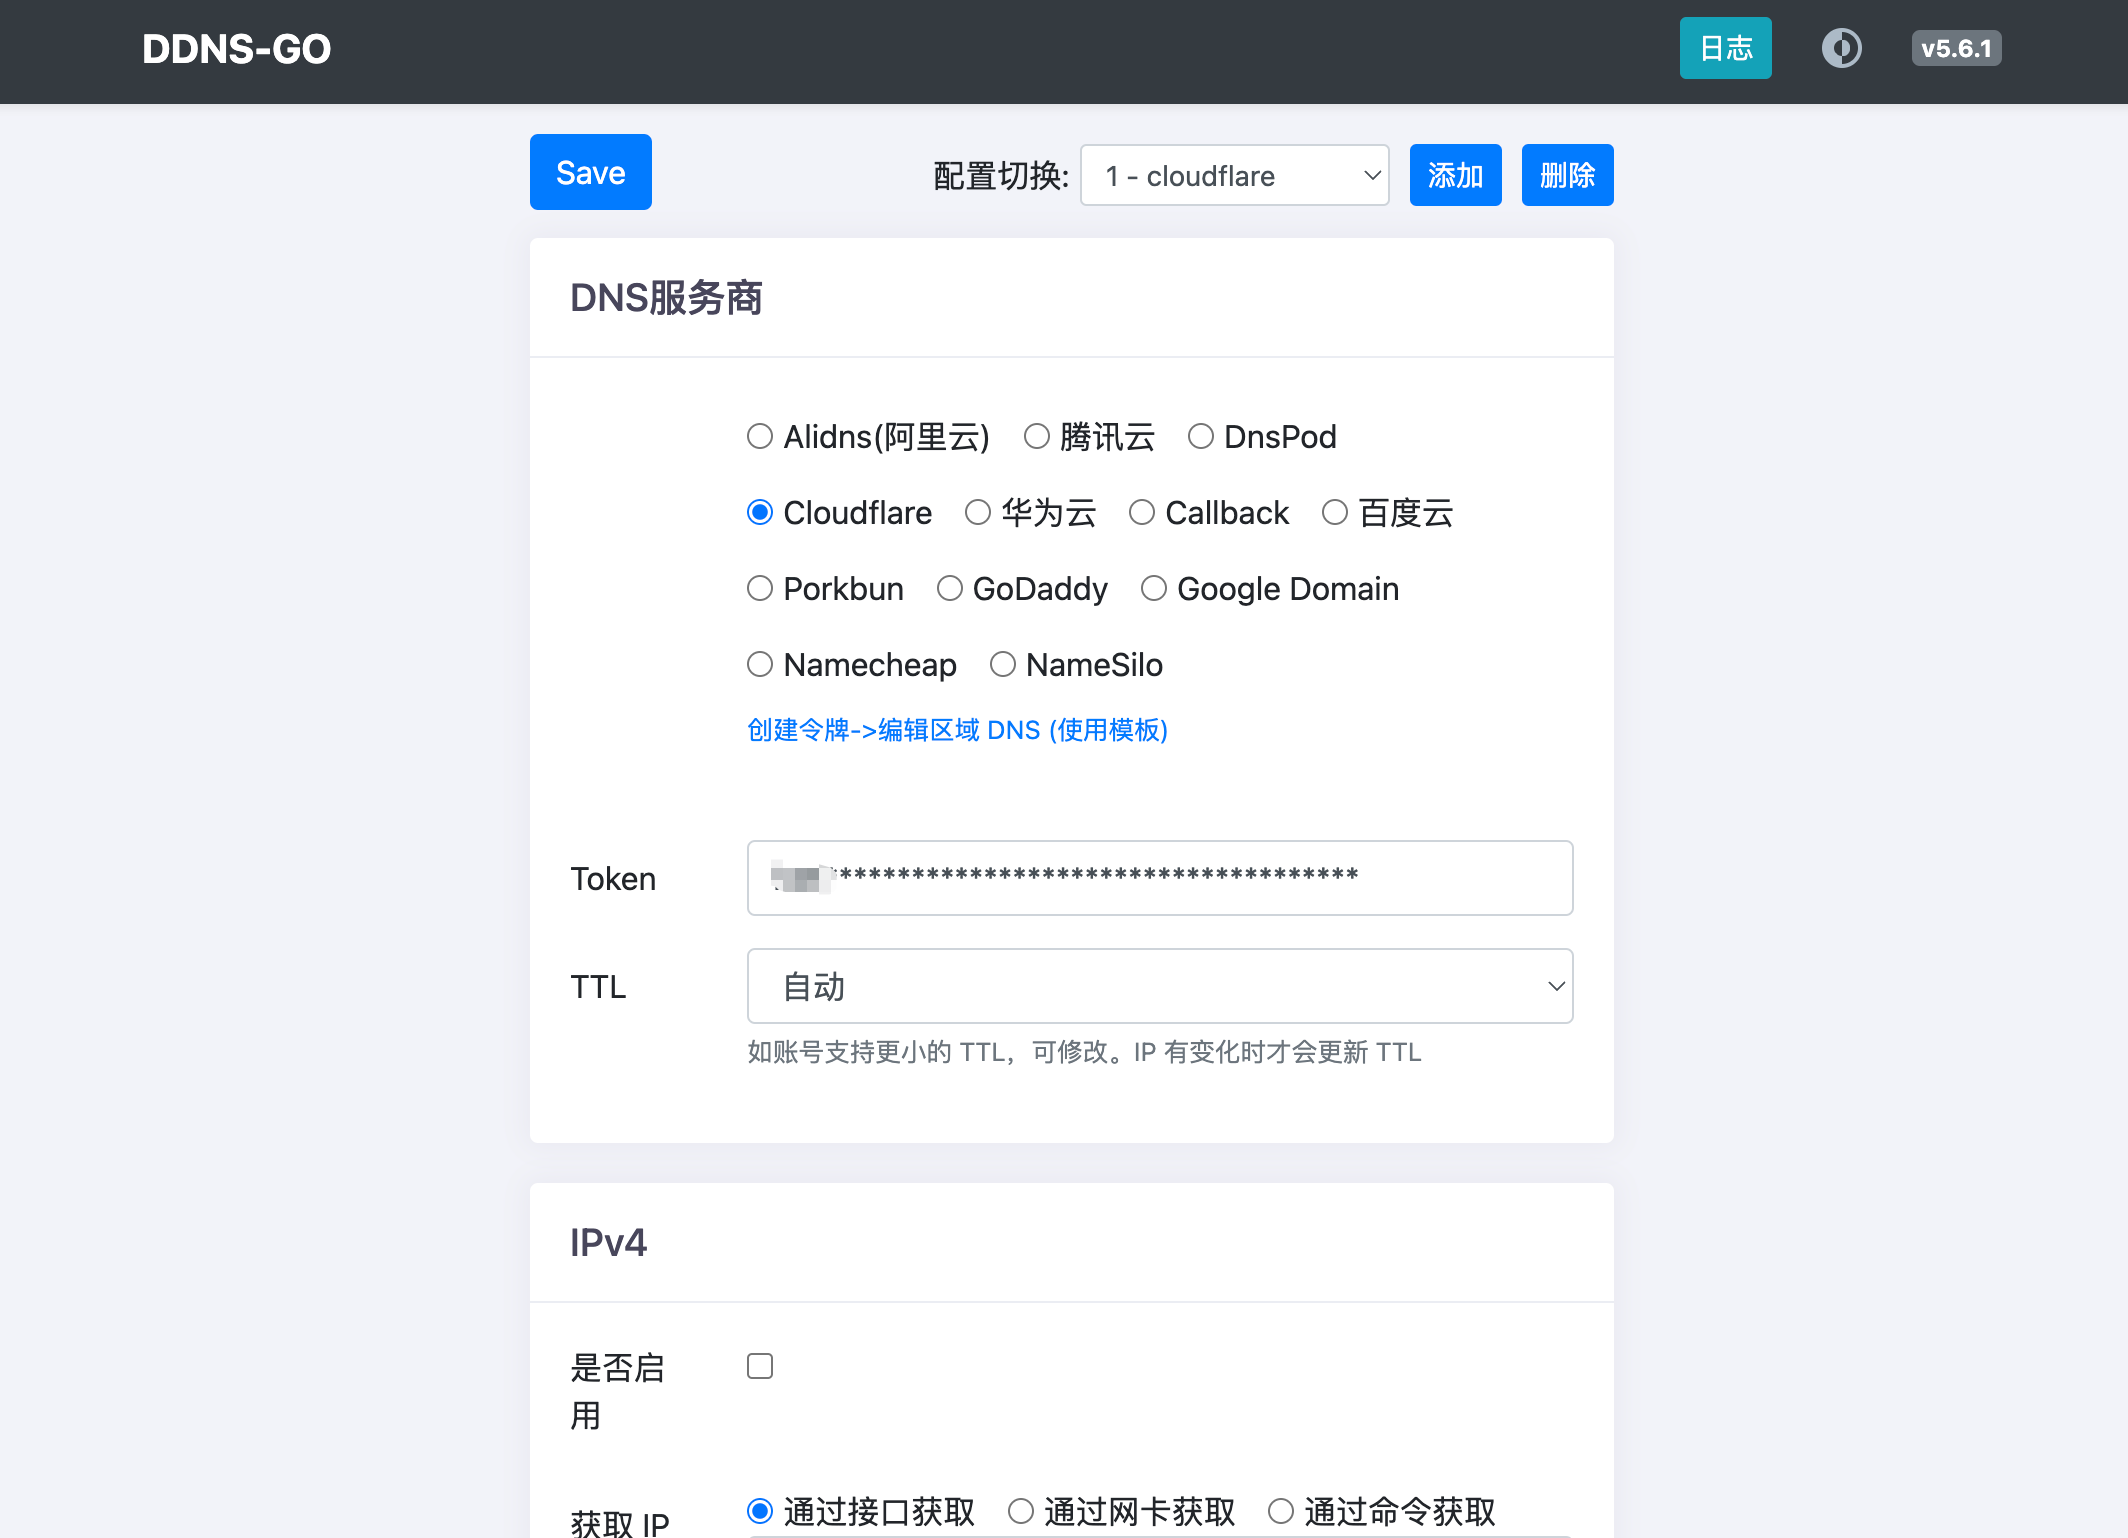 DDNS-GO 日志 v5.6.1
Save 配置切换: 1 - cloudflare 添加 删除
DNS服务商
Alidns(阿里云) 腾讯云 DnsPod
Cloudflare 华为云 Callback 百度云
Porkbun GoDaddy Google Domain
Namecheap NameSilo
创建令牌->编辑区域 DNS (使用模板)
Token ************************************
TTL 自动
如账号支持更小的 TTL，可修改。IP 有变化时才会更新 TTL
IPv4
是否启
用
获取 IP 通过接口获取 通过网卡获取 通过命令获取